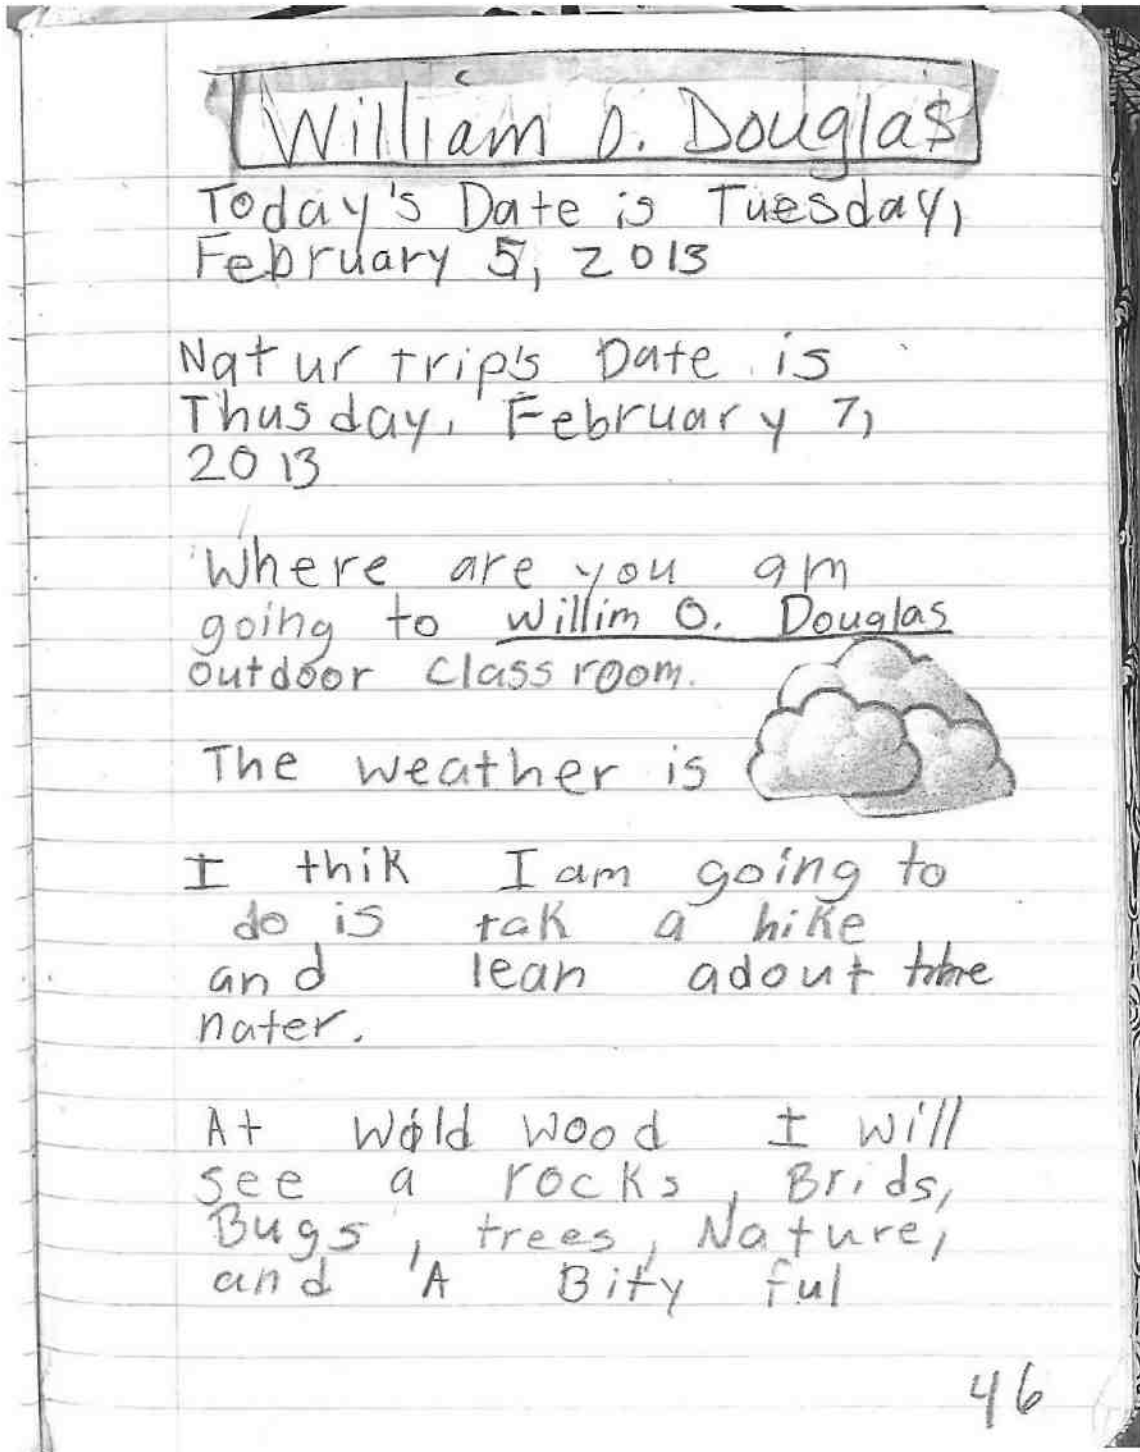 William O. Douglas
Today's Date is Tuesday,
February 5, 2013
Natur trip's Date is
Thusday, February 7,
2013
Where are you am
going to Willim O. Douglas
outdoor Class room.
The weather is
I thik I am going to
do is tak a hike
and lean adout the
nater.
At Wold Wood I will
see a rocks, Brids,
Bugs, trees, Nature,
and A Bity ful
46